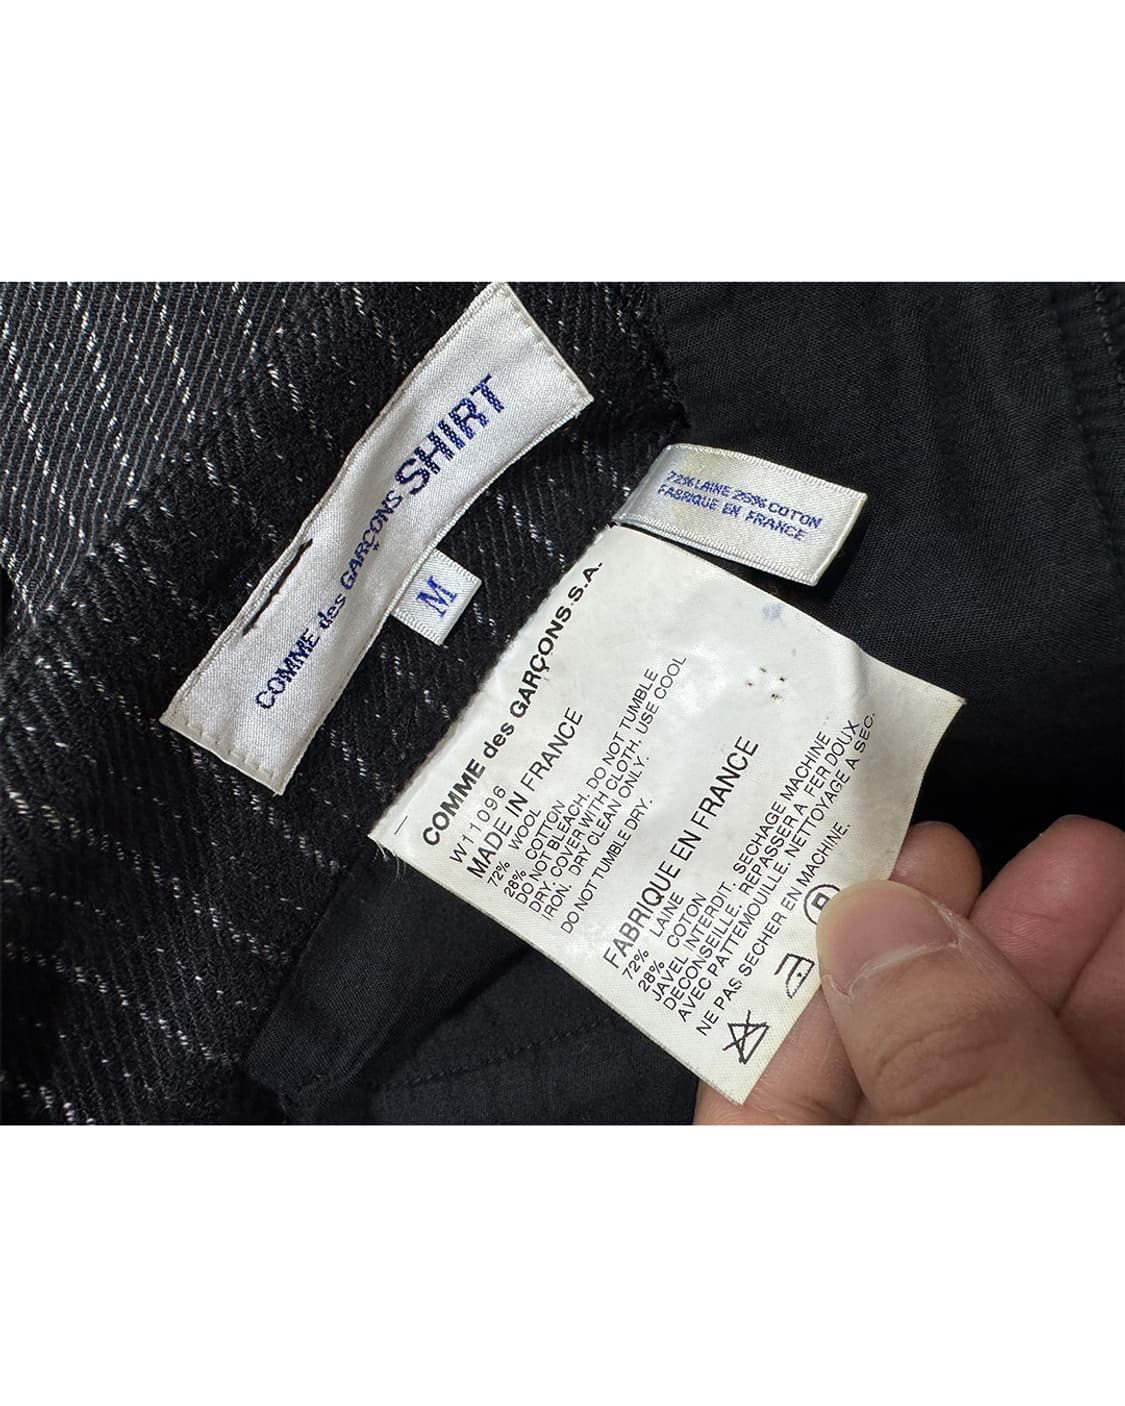 COMME des GARÇONS SHIRT
M
72% LAINE 28% COTON
FABRIQUE EN FRANCE
COMME des GARÇONS S.A.
W11096
MADE IN FRANCE
72% WOOL
28% COTTON
DO NOT BLEACH. DO NOT TUMBLE
DRY. COVER WITH CLOTH. USE COOL
IRON. DRY CLEAN ONLY.
DO NOT TUMBLE DRY.
FABRIQUE EN FRANCE
72% LAINE
28% COTON
JAVEL INTERDIT. SECHAGE MACHINE
DECONSEILLE. REPASSER A FER DOUX
AVEC PATTEMOUILLE. NETTOYAGE A SEC.
NE PAS SECHER EN MACHINE.
P